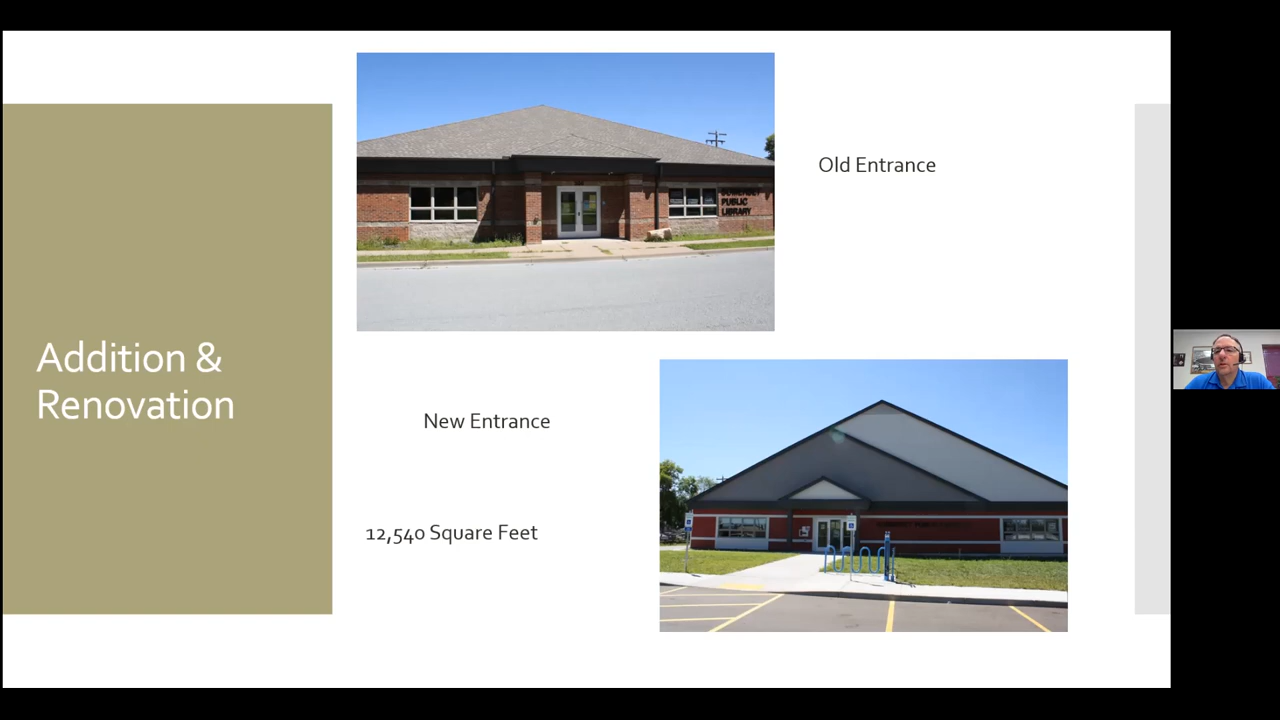 Addition &
Renovation
Old Entrance
PUBLIC
LIBRARY
New Entrance
12,540 Square Feet